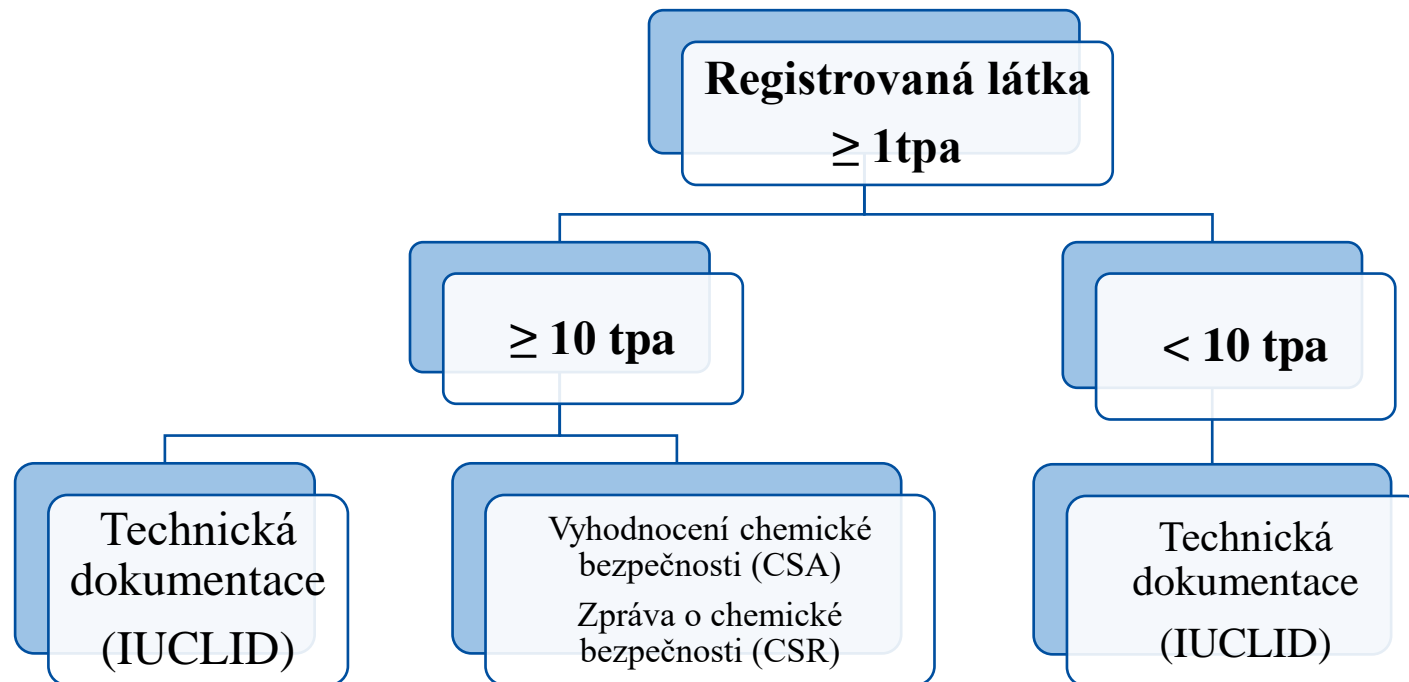 Registrovaná látka
≥ 1tpa
≥ 10 tpa
< 10 tpa
Technická
dokumentace
(IUCLID)
Vyhodnocení chemické
bezpečnosti (CSA)
Zpráva o chemické
bezpečnosti (CSR)
Technická
dokumentace
(IUCLID)